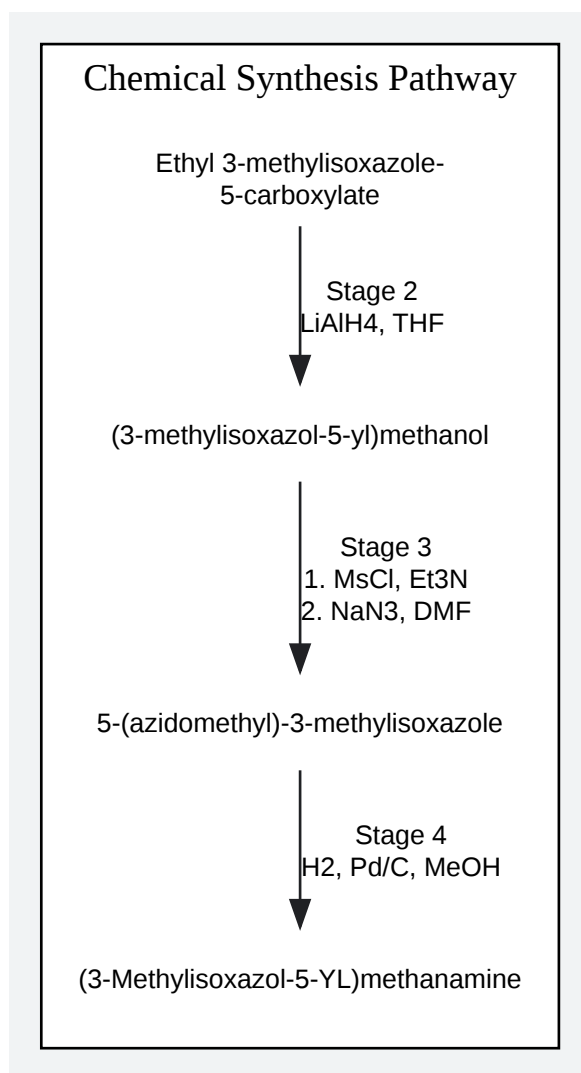 Chemical Synthesis Pathway
Ethyl 3-methylisoxazole-
5-carboxylate
Stage 2
LiAlH4, THF
(3-methylisoxazol-5-yl)methanol
Stage 3
1. MsCl, Et3N
2. NaN3, DMF
5-(azidomethyl)-3-methylisoxazole
Stage 4
H2, Pd/C, MeOH
(3-Methylisoxazol-5-YL)methanamine